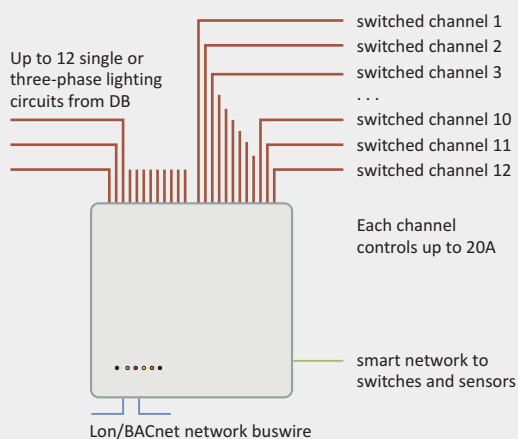 Up to 12 single or
three-phase lighting
circuits from DB
switched channel 1
switched channel 2
switched channel 3
. . .
switched channel 10
switched channel 11
switched channel 12
Each channel
controls up to 20A
smart network to
switches and sensors
Lon/BACnet network buswire